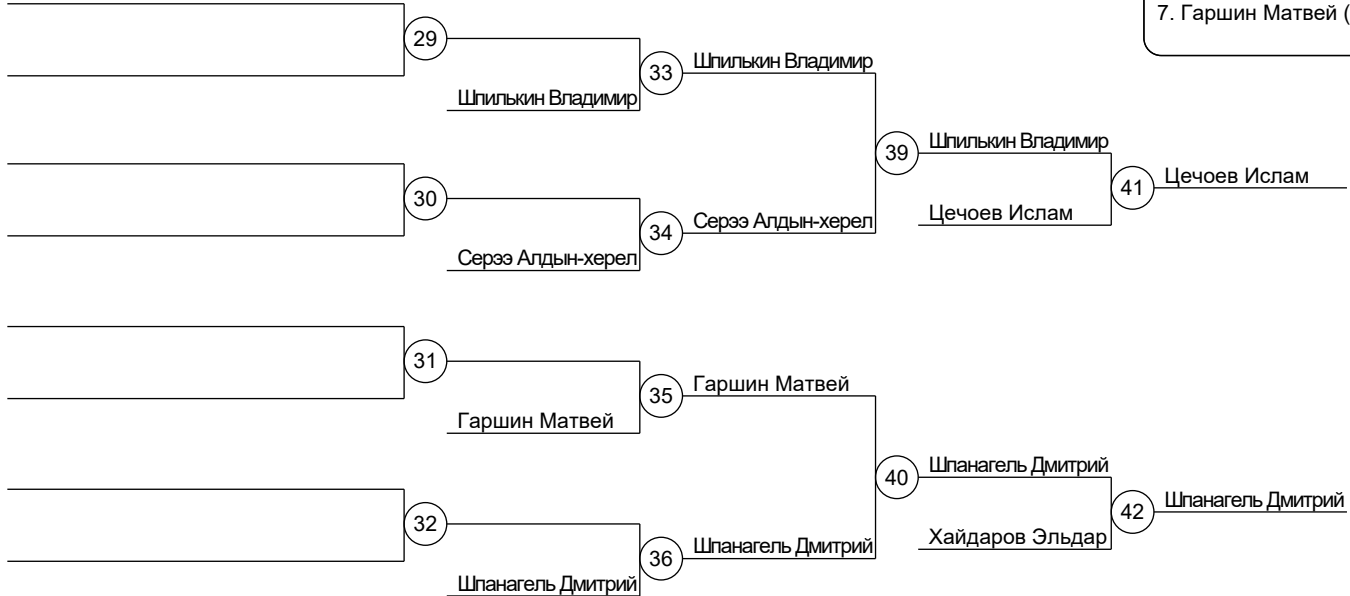 7. Гаршин Матвей (
29
33
Шпилькин Владимир
Шпилькин Владимир
39
Шпилькин Владимир
41
Цечоев Ислам
30
34
Серээ Алдын-херел
Цечоев Ислам
Серээ Алдын-херел
31
35
Гаршин Матвей
Гаршин Матвей
40
Шпанагель Дмитрий
42
Шпанагель Дмитрий
32
36
Шпанагель Дмитрий
Хайдаров Эльдар
Шпанагель Дмитрий